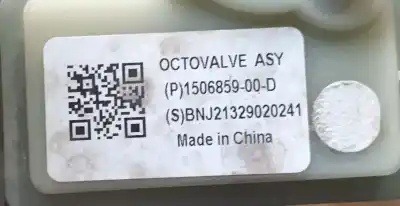 OCTOVALVE ASY
(P)1506859-00-D
(S)BNJ21329020241
Made in China